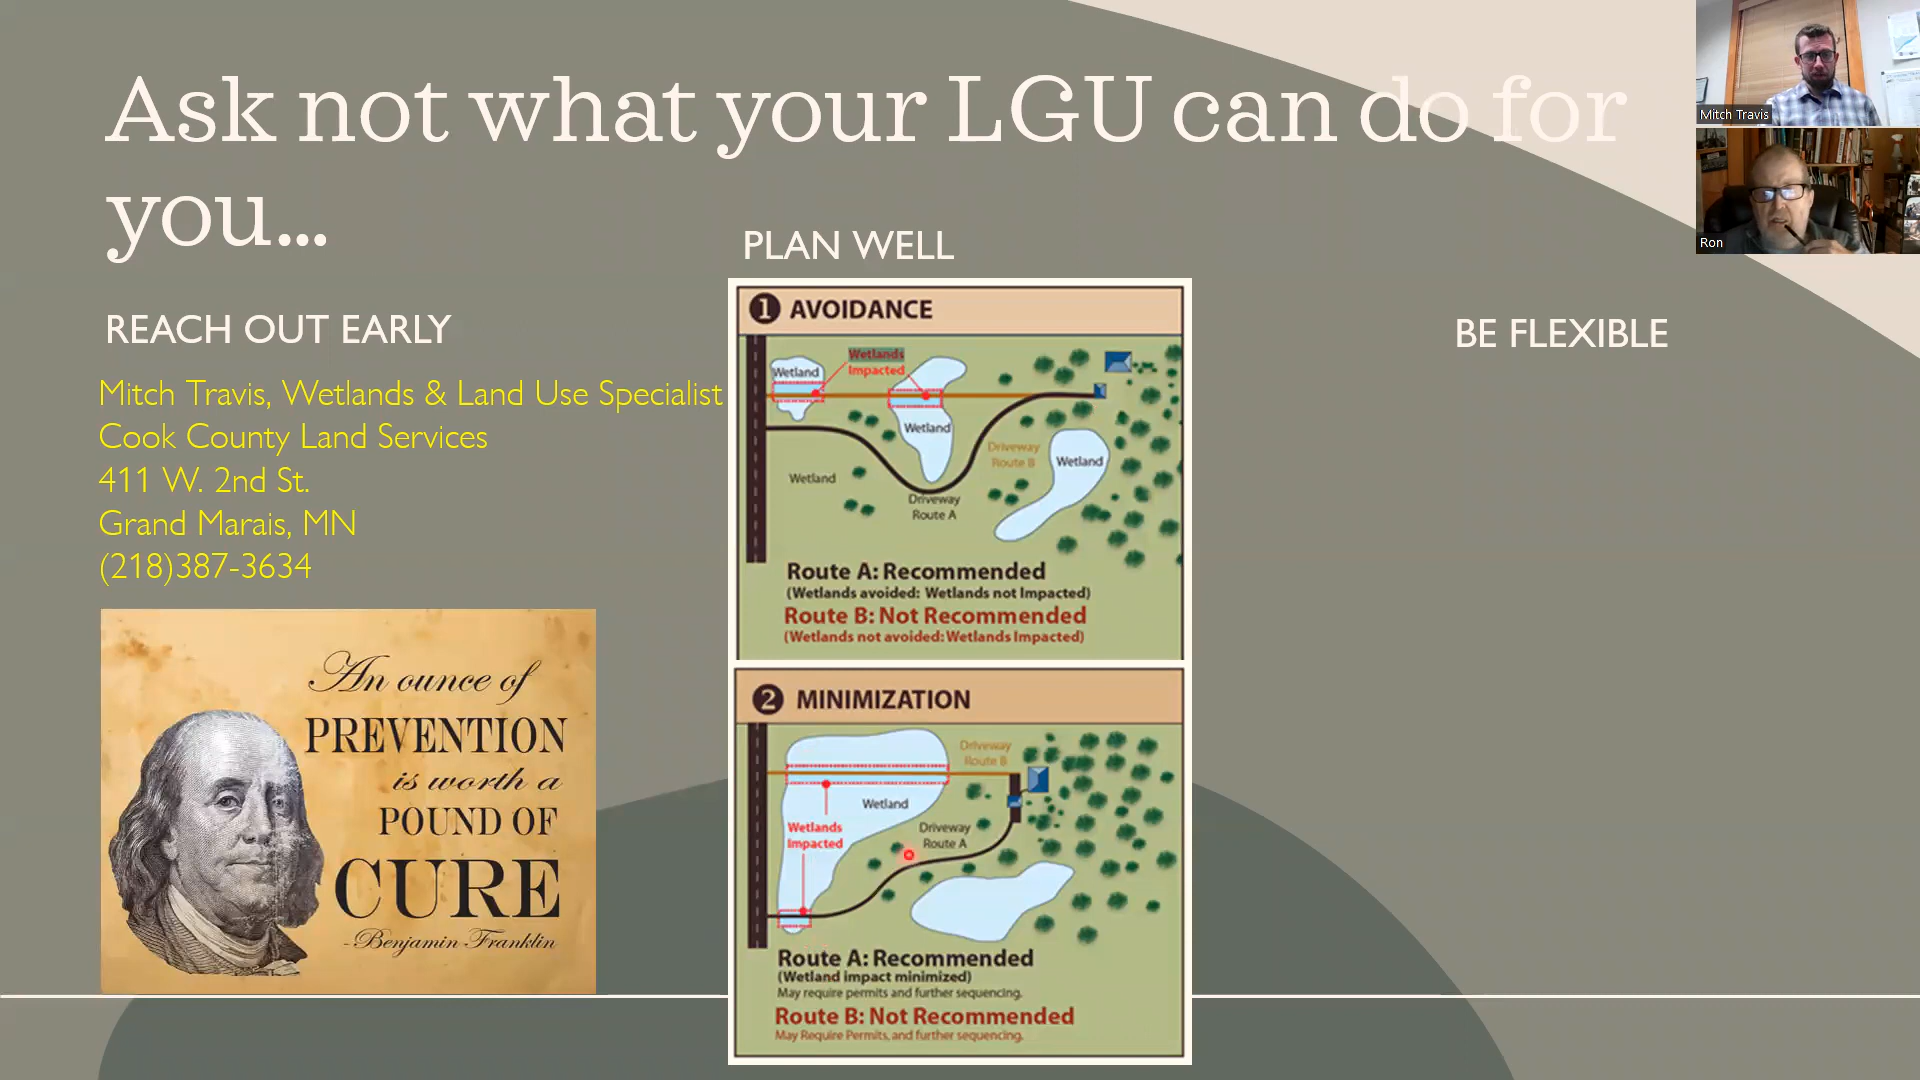 Ask not what your LGU can do for
you...
REACH OUT EARLY
Mitch Travis, Wetlands & Land Use Specialist
Cook County Land Services
411 W. 2nd St.
Grand Marais, MN
(218)387-3634
An ounce of
PREVENTION
is worth a
POUND OF
CURE
-Benjamin Franklin
PLAN WELL
1 AVOIDANCE
Wetlands
Impacted
Wetland
Wetland
Driveway
Route B
Wetland
Wetland
Driveway
Route A
Route A: Recommended
(Wetlands avoided: Wetlands not Impacted)
Route B: Not Recommended
(Wetlands not avoided: Wetlands Impacted)
2 MINIMIZATION
Driveway
Route B
Wetland
Wetlands
Impacted
Driveway
Route A
Route A: Recommended
(Wetland impact minimized)
May require permits and further sequencing.
Route B: Not Recommended
May Require Permits, and further sequencing.
BE FLEXIBLE
Mitch Travis
Ron